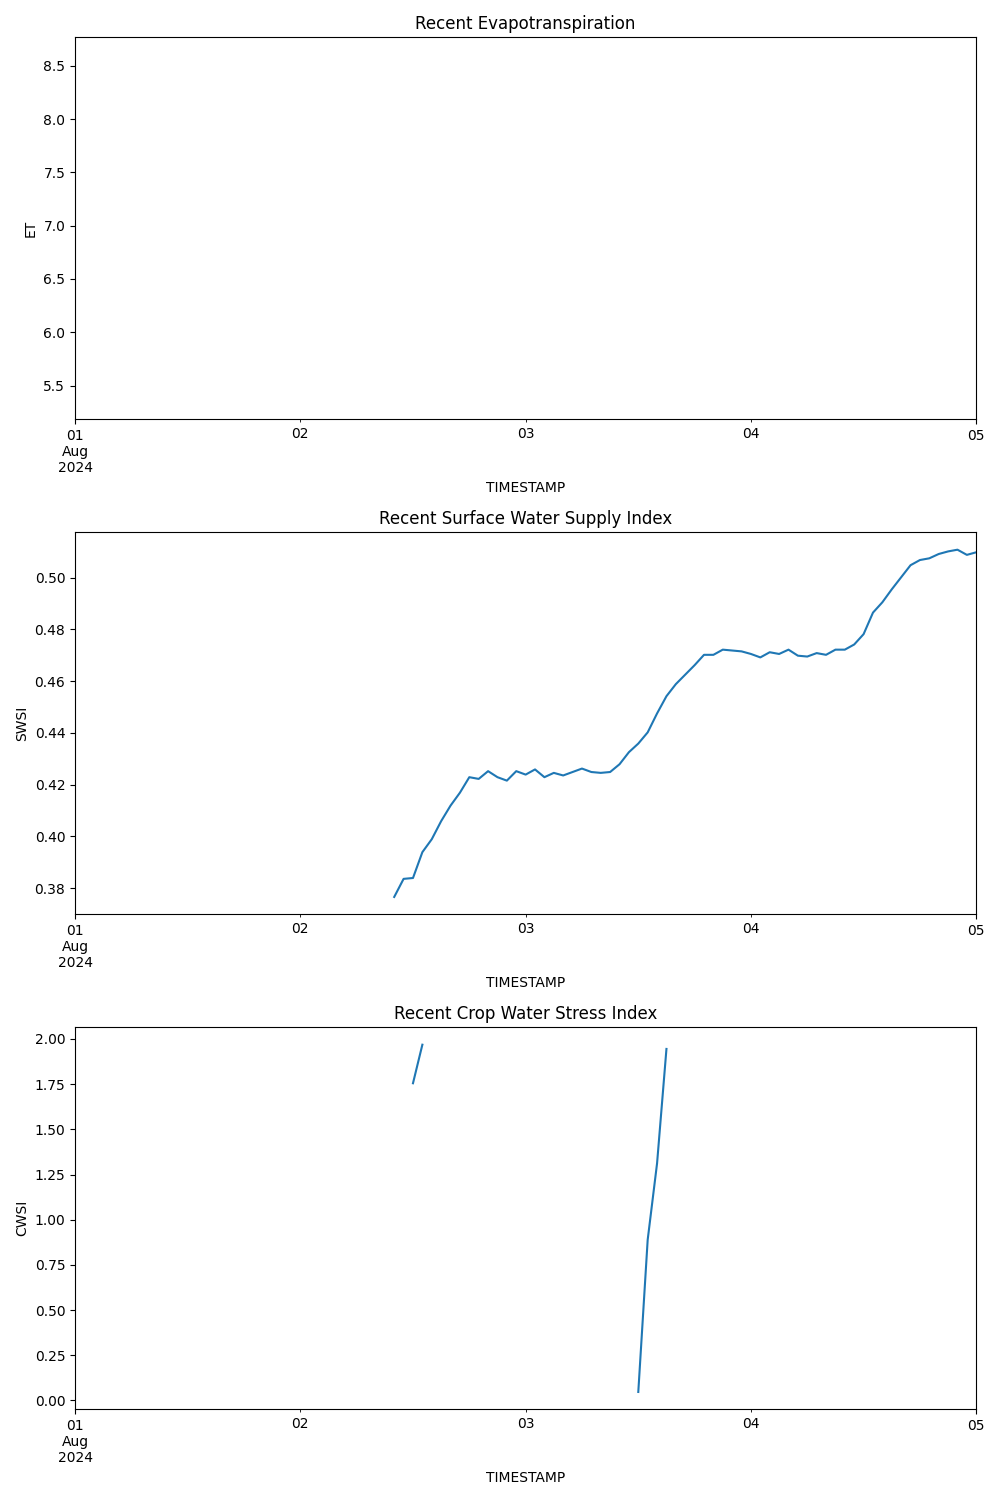 Recent Evapotranspiration
8.5
8.0
7.5
7.0
6.5
6.0
5.5
ET
01 02 03 04 05
Aug
2024
TIMESTAMP
Recent Surface Water Supply Index
0.50
0.48
0.46
0.44
0.42
0.40
0.38
SWSI
01 02 03 04 05
Aug
2024
TIMESTAMP
Recent Crop Water Stress Index
2.00
1.75
1.50
1.25
1.00
0.75
0.50
0.25
0.00
CWSI
01 02 03 04 05
Aug
2024
TIMESTAMP